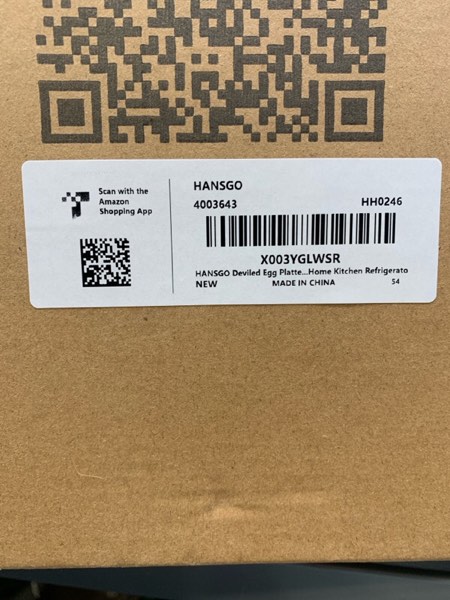 Scan with the
Amazon
Shopping App
HANSGO
4003643
HH0246
X003YGLWSR
HANSGO Deviled Egg Platte...Home Kitchen Refrigerato
NEW
MADE IN CHINA
S4